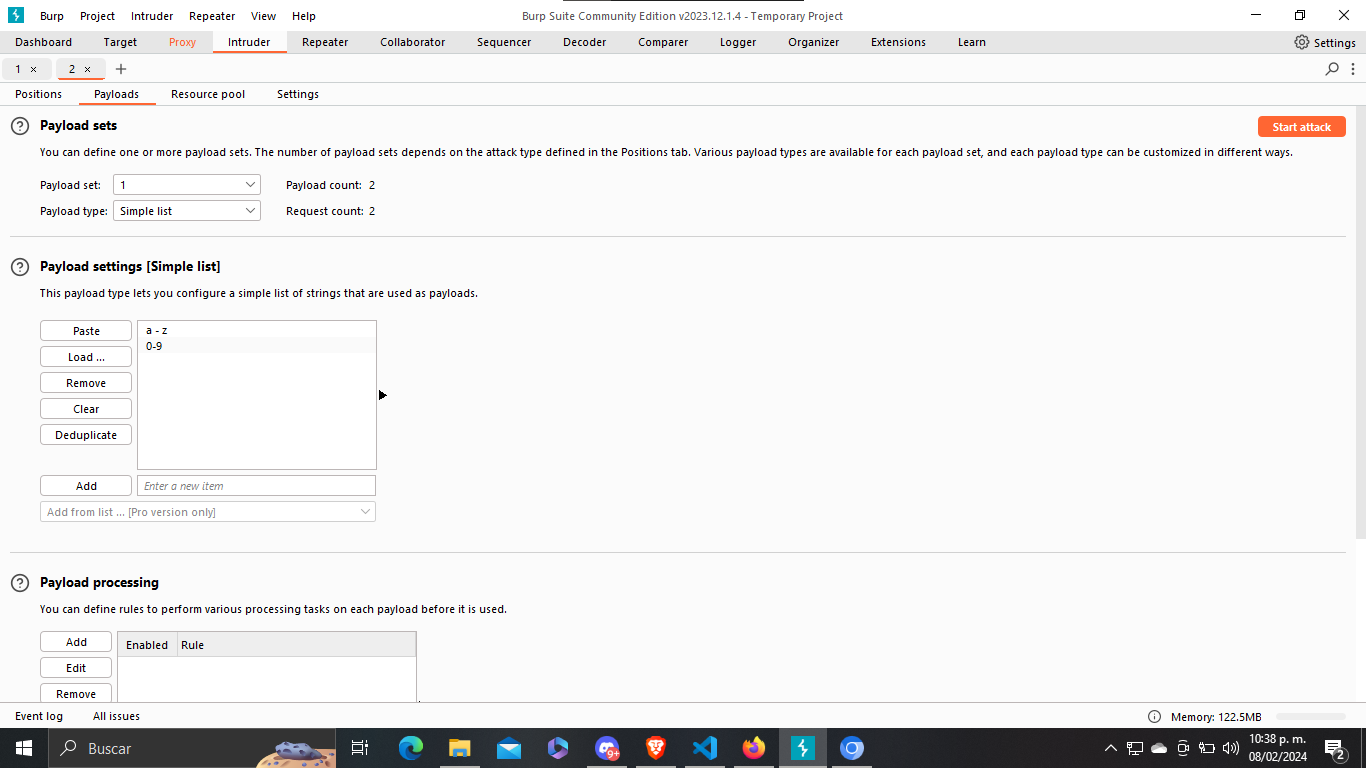 Burp Project Intruder Repeater View Help Burp Suite Community Edition v2023.12.1.4 - Temporary Project
Dashboard Target Proxy Intruder Repeater Collaborator Sequencer Decoder Comparer Logger Organizer Extensions Learn Settings
1 × 2 × +
Positions Payloads Resource pool Settings
? Payload sets Start attack
You can define one or more payload sets. The number of payload sets depends on the attack type defined in the Positions tab. Various payload types are available for each payload set, and each payload type can be customized in different ways.
Payload set: 1 Payload count: 2
Payload type: Simple list Request count: 2
? Payload settings [Simple list]
This payload type lets you configure a simple list of strings that are used as payloads.
Paste a - z
0-9
Load ...
Remove
Clear
Deduplicate
Add Enter a new item
Add from list ... [Pro version only]
? Payload processing
You can define rules to perform various processing tasks on each payload before it is used.
Add Enabled Rule
Edit
Remove
Event log All issues Memory: 122.5MB
Buscar 9+ 10:38 p. m.
08/02/2024 2